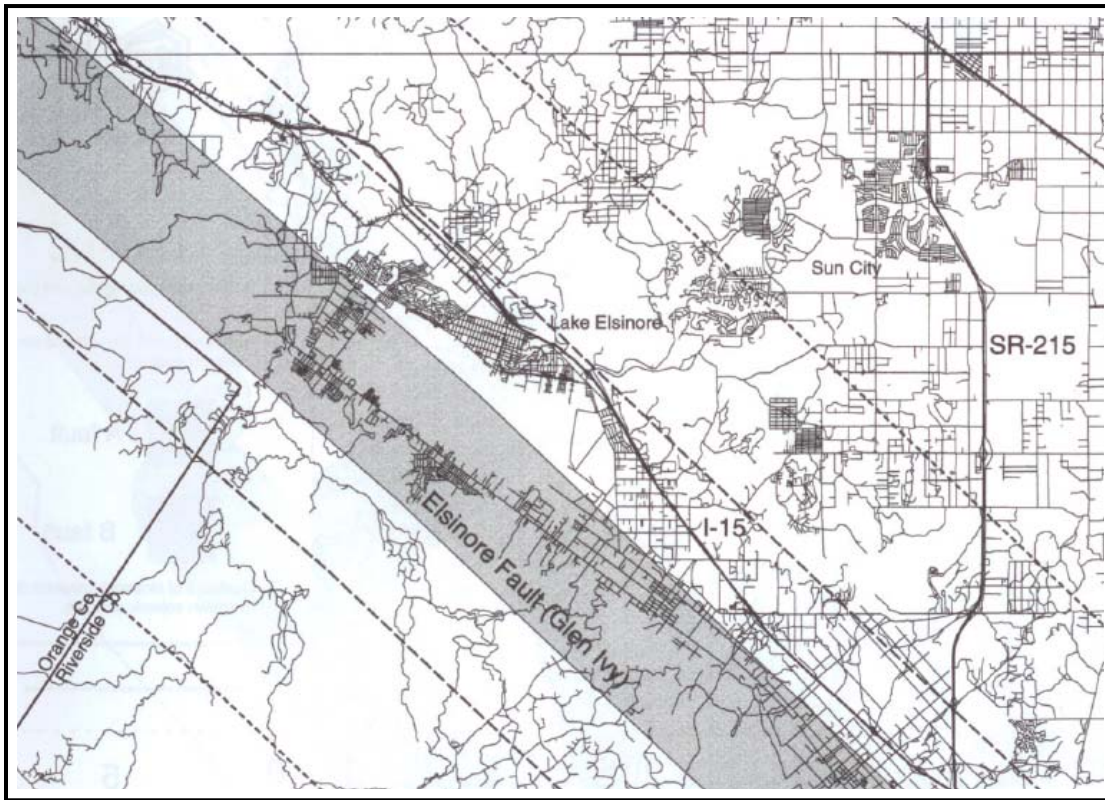 Sun City
Lake Elsinore
SR-215
I-15
Elsinore Fault (Glen Ivy)
Orange Co.
Riverside Co.